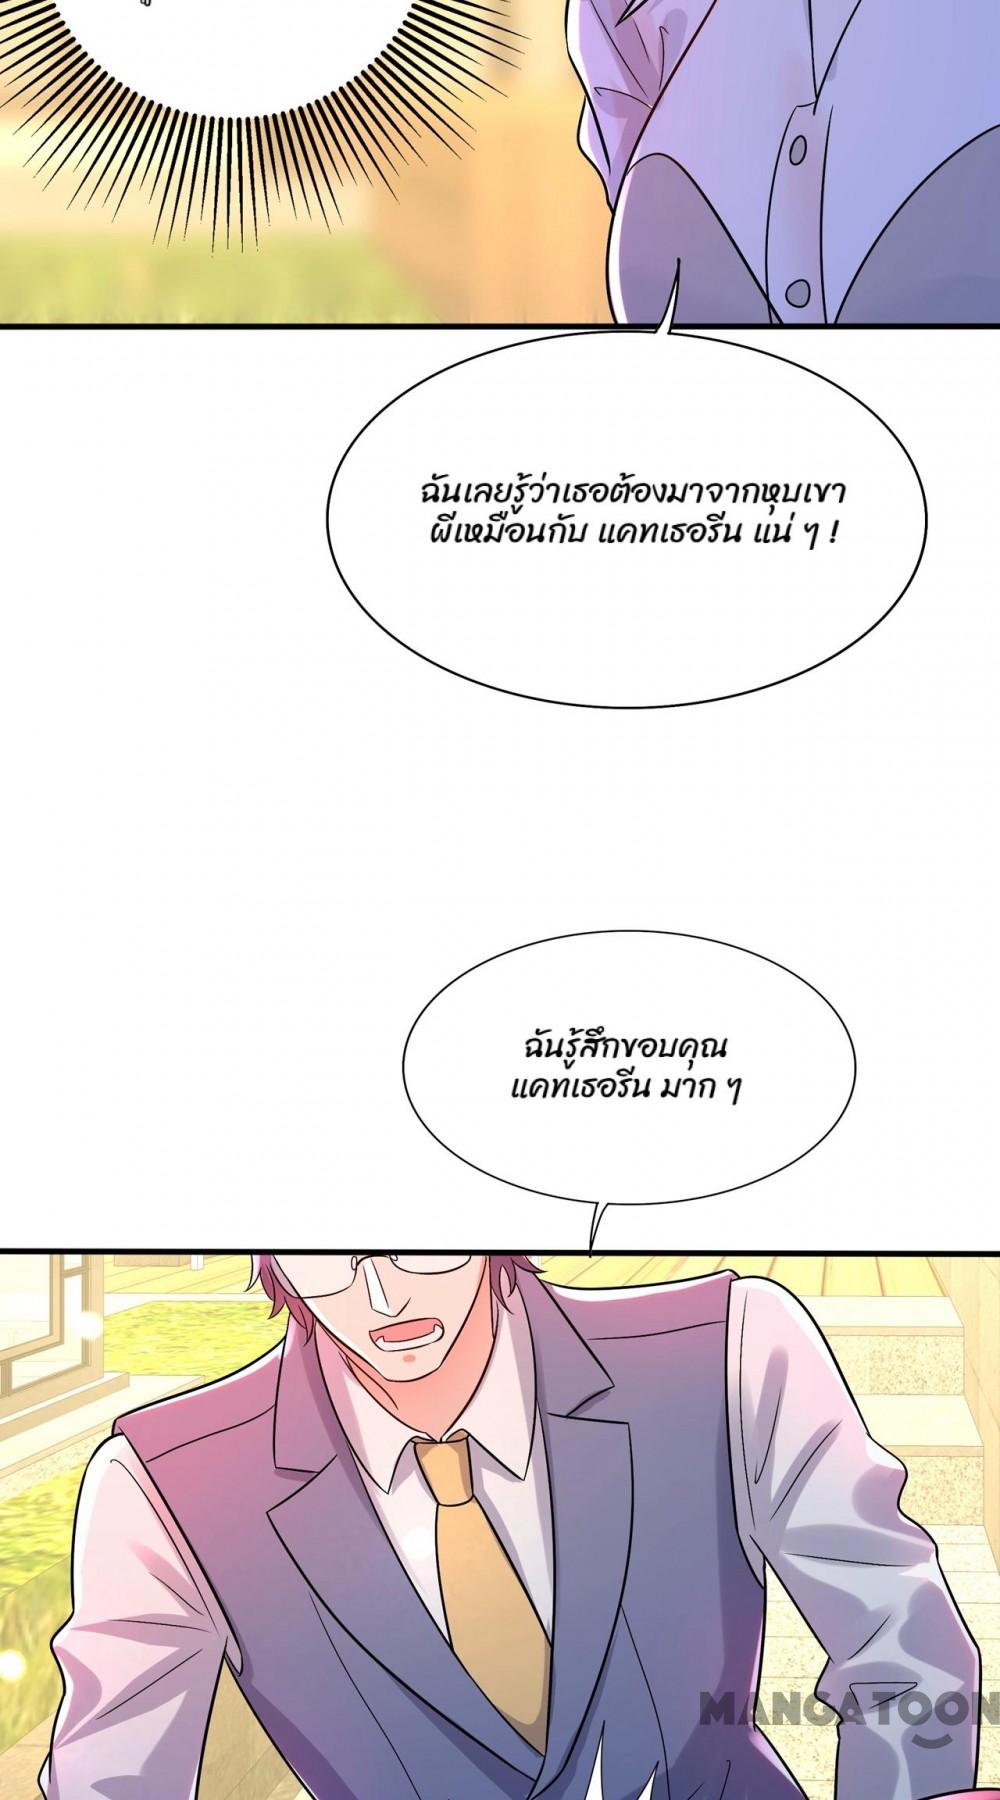 ฉันเลยรู้ว่าเธอต้องมาจากหุบเขา
ผีเหมือนกับ แคทเธอรีน แน่ ๆ !
ฉันรู้สึกขอบคุณ
แคทเธอรีน มาก ๆ
MANGATOON